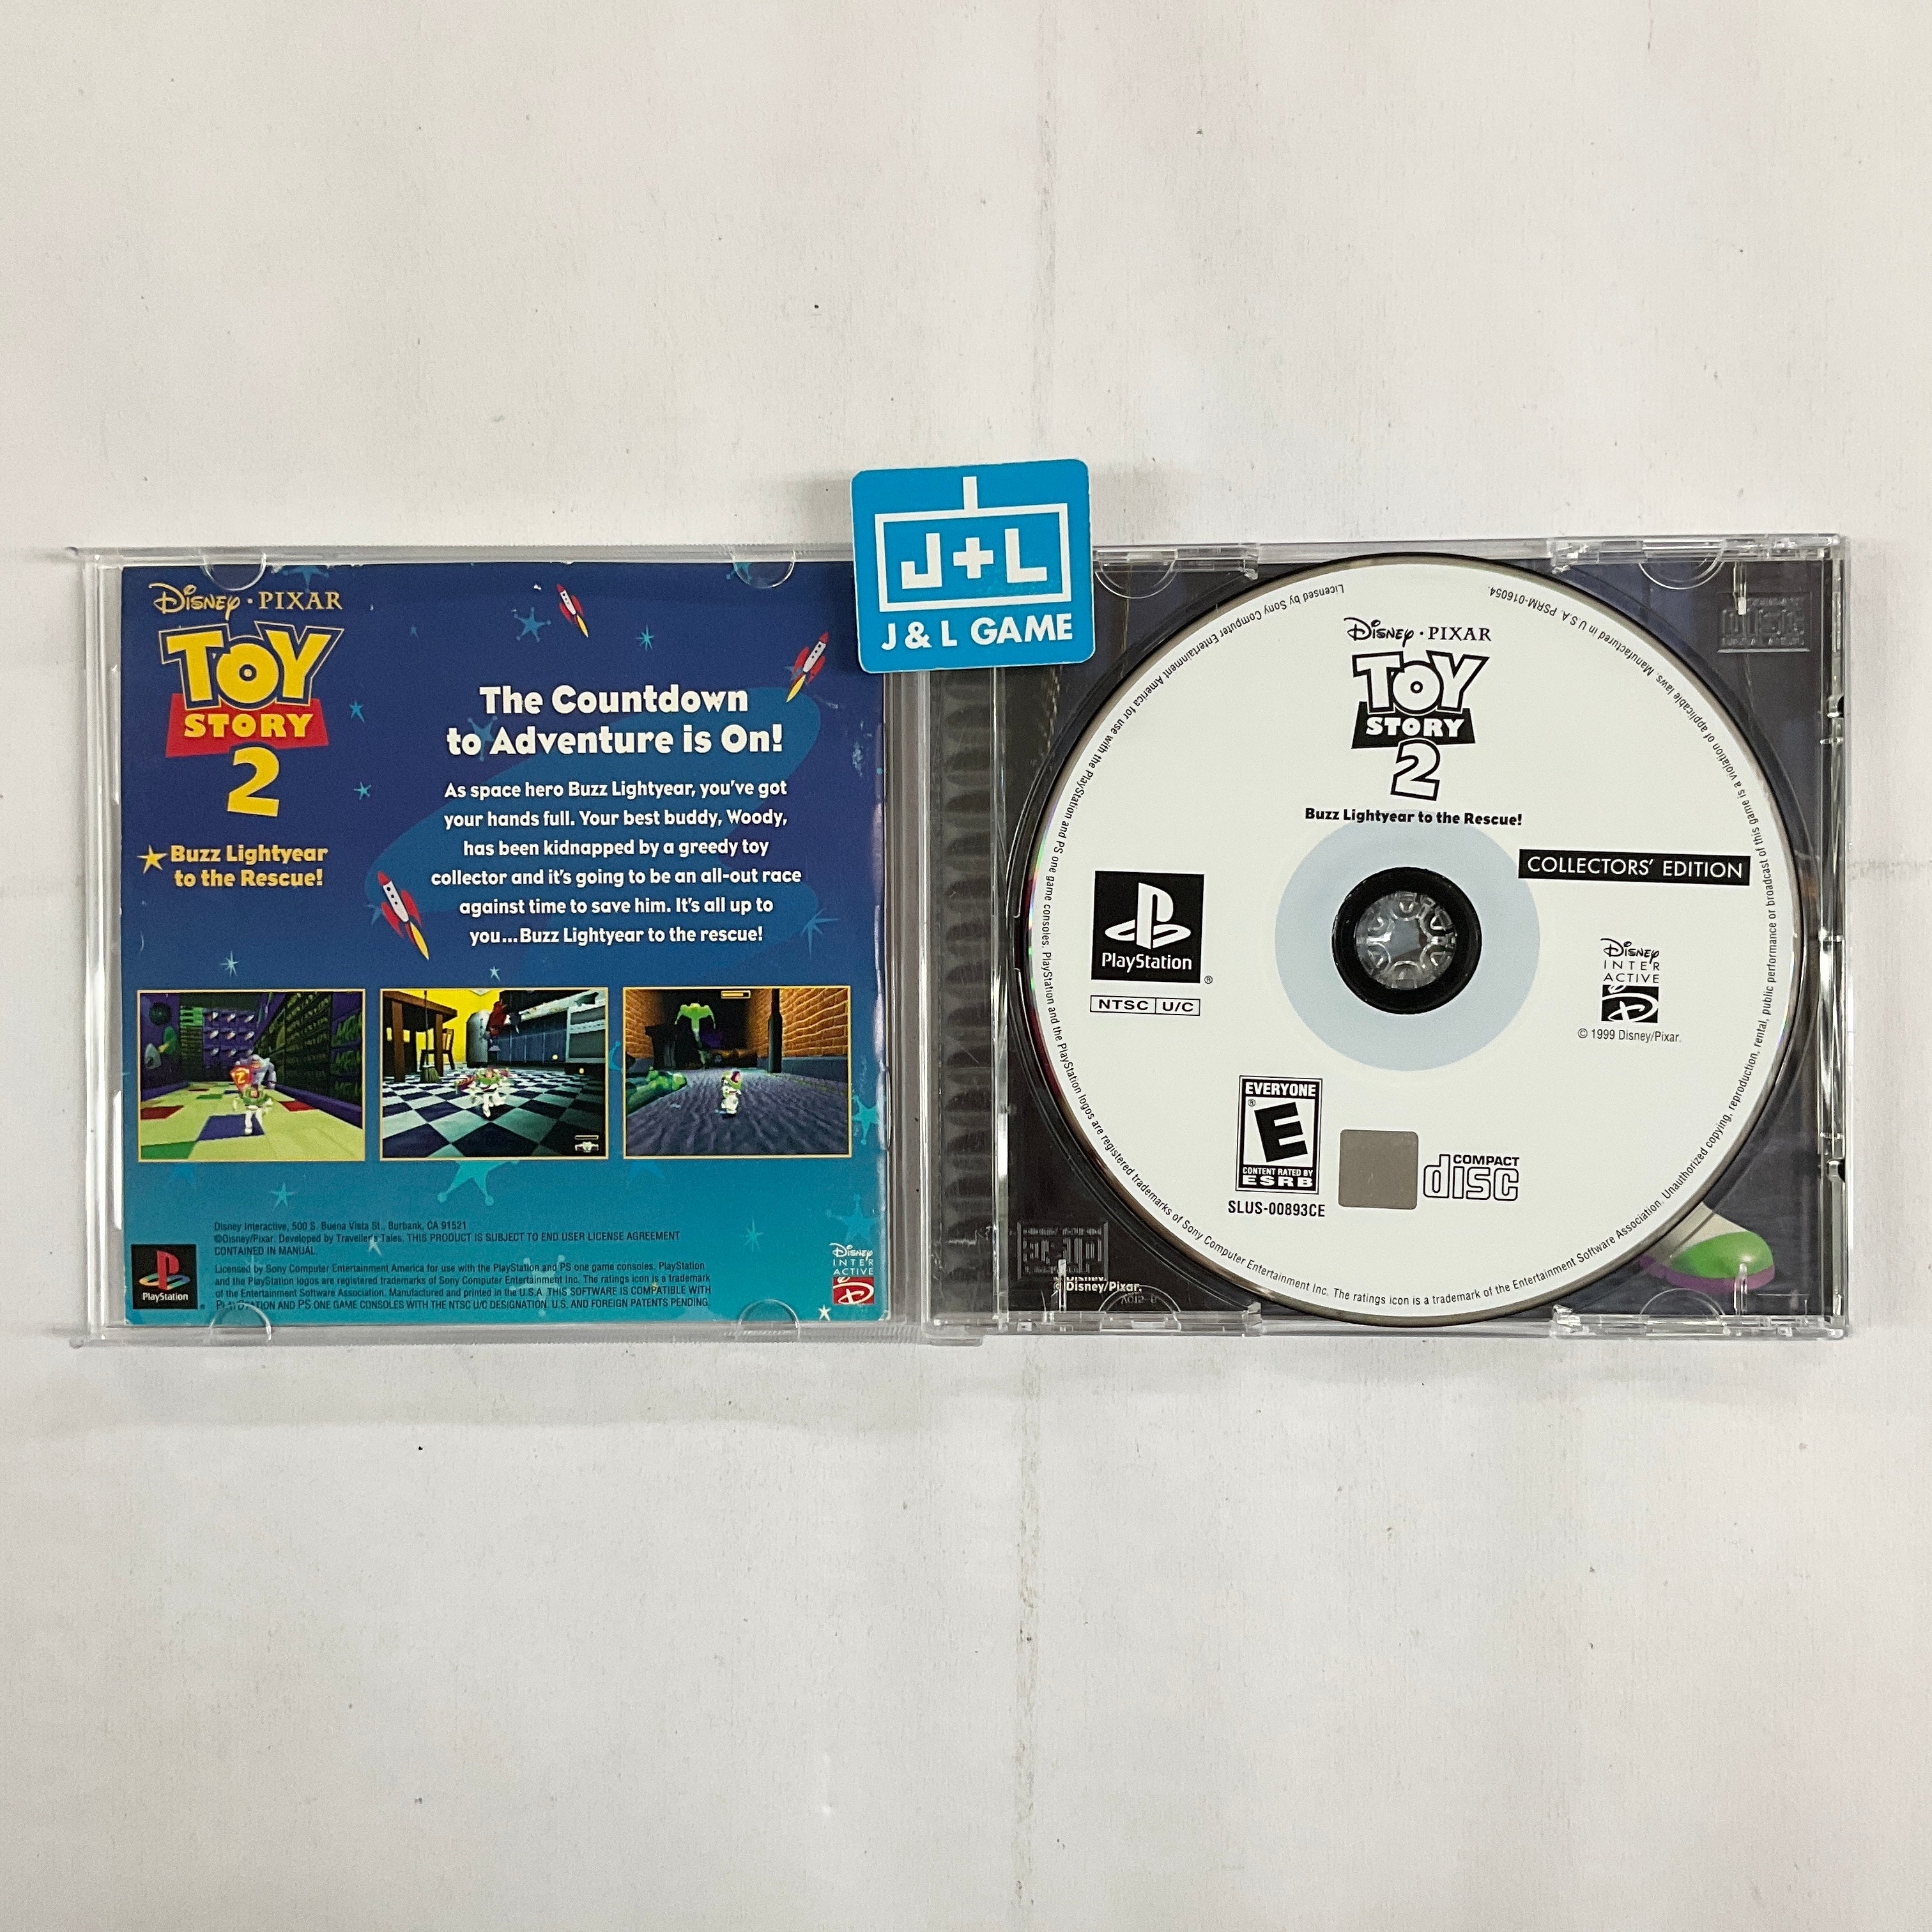 J+L
J & L GAME
Disney · PIXAR
TOY
STORY
2
Buzz Lightyear
to the Rescue!
The Countdown
to Adventure is On!
As space hero Buzz Lightyear, you've got
your hands full. Your best buddy, Woody,
has been kidnapped by a greedy toy
collector and it's going to be an all-out race
against time to save him. It's all up to
you...Buzz Lightyear to the rescue!
Disney Interactive, 500 S. Buena Vista St., Burbank, CA 91521
©Disney/Pixar. Developed by Traveller's Tales. THIS PRODUCT IS SUBJECT TO END USER LICENSE AGREEMENT
CONTAINED IN MANUAL.
Licensed by Sony Computer Entertainment America for use with the PlayStation and PS one game consoles. PlayStation
and the PlayStation logos are registered trademarks of Sony Computer Entertainment Inc. The ratings icon is a trademark
of the Entertainment Software Association. Manufactured and printed in the U.S.A. THIS SOFTWARE IS COMPATIBLE WITH
PLAYSTATION AND PS ONE GAME CONSOLES WITH THE NTSC U/C DESIGNATION. U.S. AND FOREIGN PATENTS PENDING.
PlayStation
®
DISNEY
INTER
ACTIVE
Disney · PIXAR
TOY
STORY
2
Buzz Lightyear to the Rescue!
COLLECTORS' EDITION
PlayStation
®
NTSC U/C
DISNEY
INTER
ACTIVE
© 1999 Disney/Pixar.
EVERYONE
®
E
CONTENT RATED BY
ESRB
SLUS-00893CE
COMPACT
disc
Licensed by Sony Computer Entertainment America for use with the PlayStation and PS one game consoles. PlayStation and the PlayStation logos are registered trademarks of Sony Computer Entertainment Inc. The ratings icon is a trademark of the Entertainment Software Association. Unauthorized copying, reproduction, rental, public performance or broadcast of this game is a violation of applicable laws. Manufactured in U.S.A. PSRM-016054.
© Disney/Pixar.